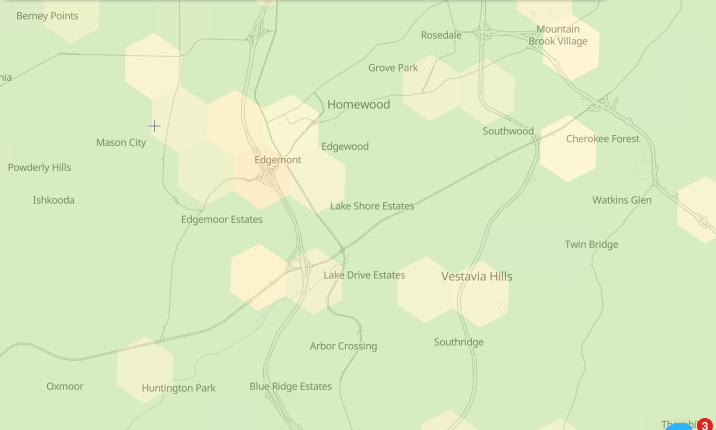 Berney Points
Mountain
Brook Village
Rosedale
Grove Park
nia
Homewood
Southwood
Cherokee Forest
Mason City
Edgewood
Edgemont
Powderly Hills
Ishkooda
Watkins Glen
Lake Shore Estates
Edgemoor Estates
Twin Bridge
Lake Drive Estates
Vestavia Hills
Arbor Crossing
Southridge
Oxmoor
Huntington Park
Blue Ridge Estates
3